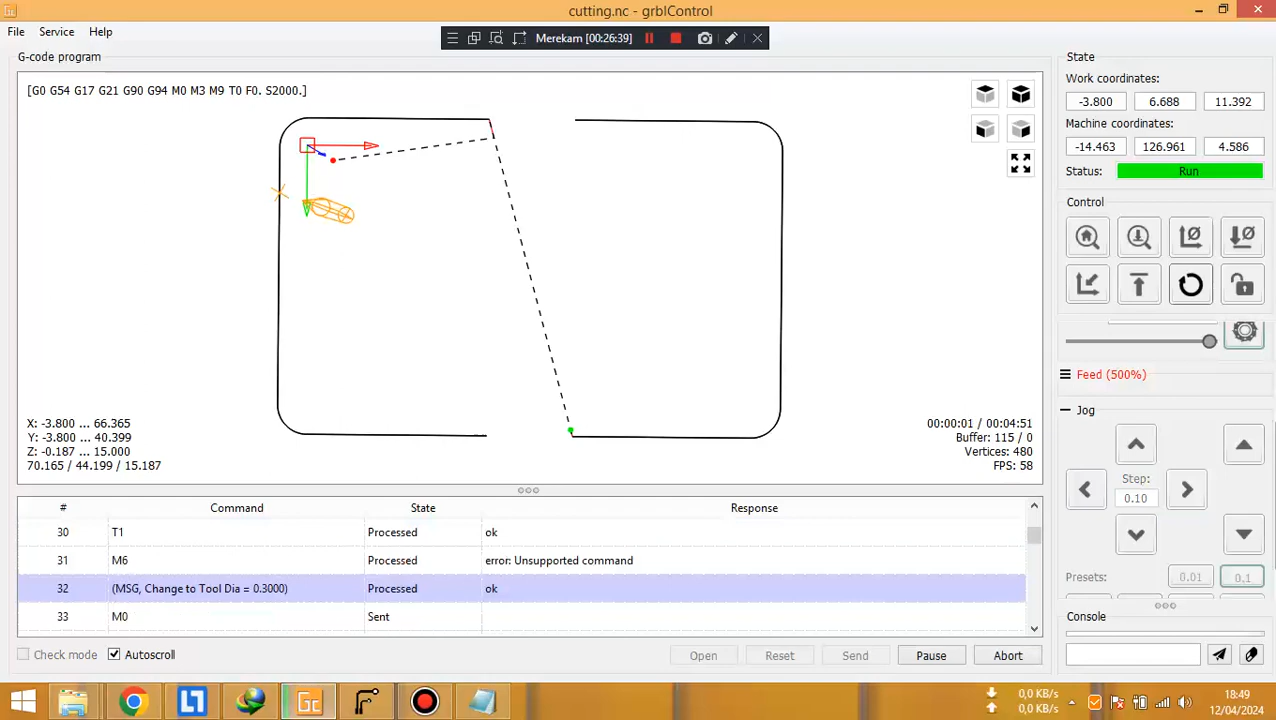 Gc
cutting.nc - grblControl
File Service Help
Merekam [00:26:39]
G-code program
[G0 G54 G17 G21 G90 G94 M0 M3 M9 T0 F0. S2000.]
X: -3.800 ... 66.365
Y: -3.800 ... 40.399
Z: -0.187 ... 15.000
70.165 / 44.199 / 15.187
00:00:01 / 00:04:51
Buffer: 115 / 0
Vertices: 480
FPS: 58
# Command State Response
30 T1 Processed ok
31 M6 Processed error: Unsupported command
32 (MSG, Change to Tool Dia = 0.3000) Processed ok
33 M0 Sent
Check mode Autoscroll Open Reset Send Pause Abort
State
Work coordinates:
-3.800 6.688 11.392
Machine coordinates:
-14.463 126.961 4.586
Status: Run
Control
Feed (500%)
Jog
Step:
0.10
Presets: 0.01 0.1
Console
Gc
0,0 KB/s
0,0 KB/s
18:49
12/04/2024